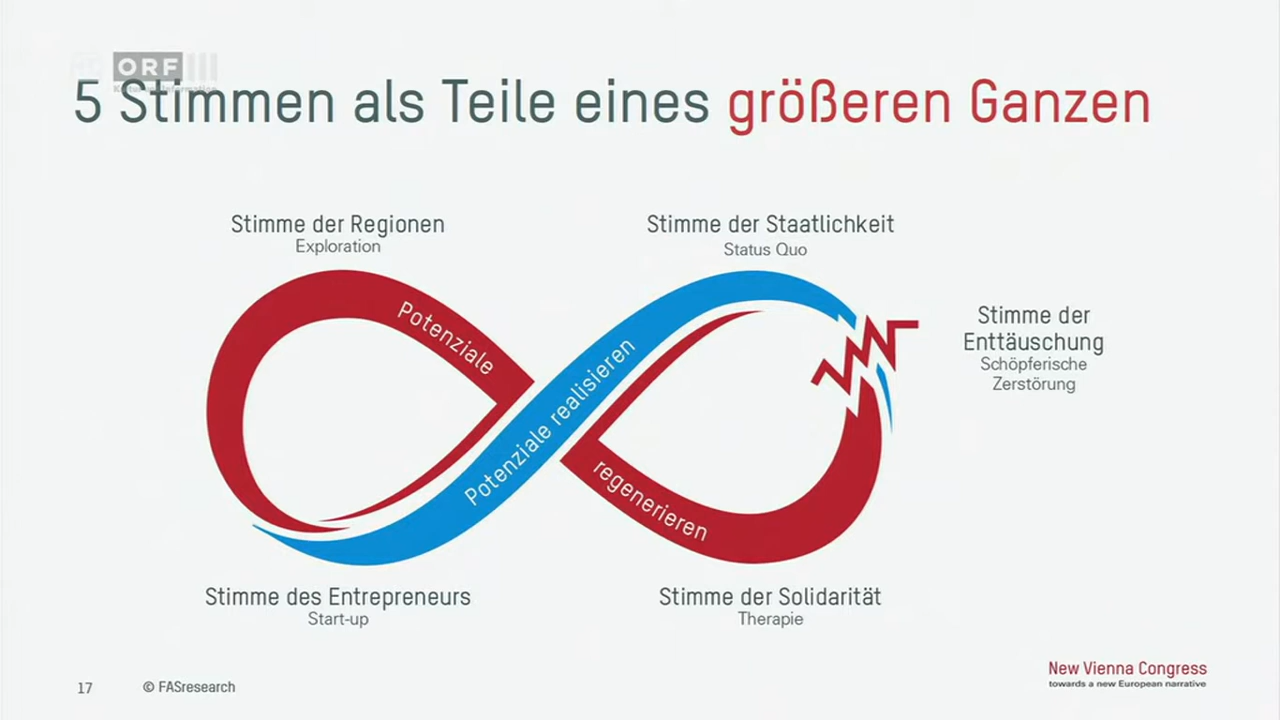 ORF III
5 Stimmen als Teile eines größeren Ganzen
Stimme der Regionen
Exploration
Stimme der Staatlichkeit
Status Quo
Stimme der
Enttäuschung
Schöpferische
Zerstörung
Potenziale
Potenziale realisieren
regenerieren
Stimme des Entrepreneurs
Start-up
Stimme der Solidarität
Therapie
17
© FASresearch
New Vienna Congress
towards a new European narrative